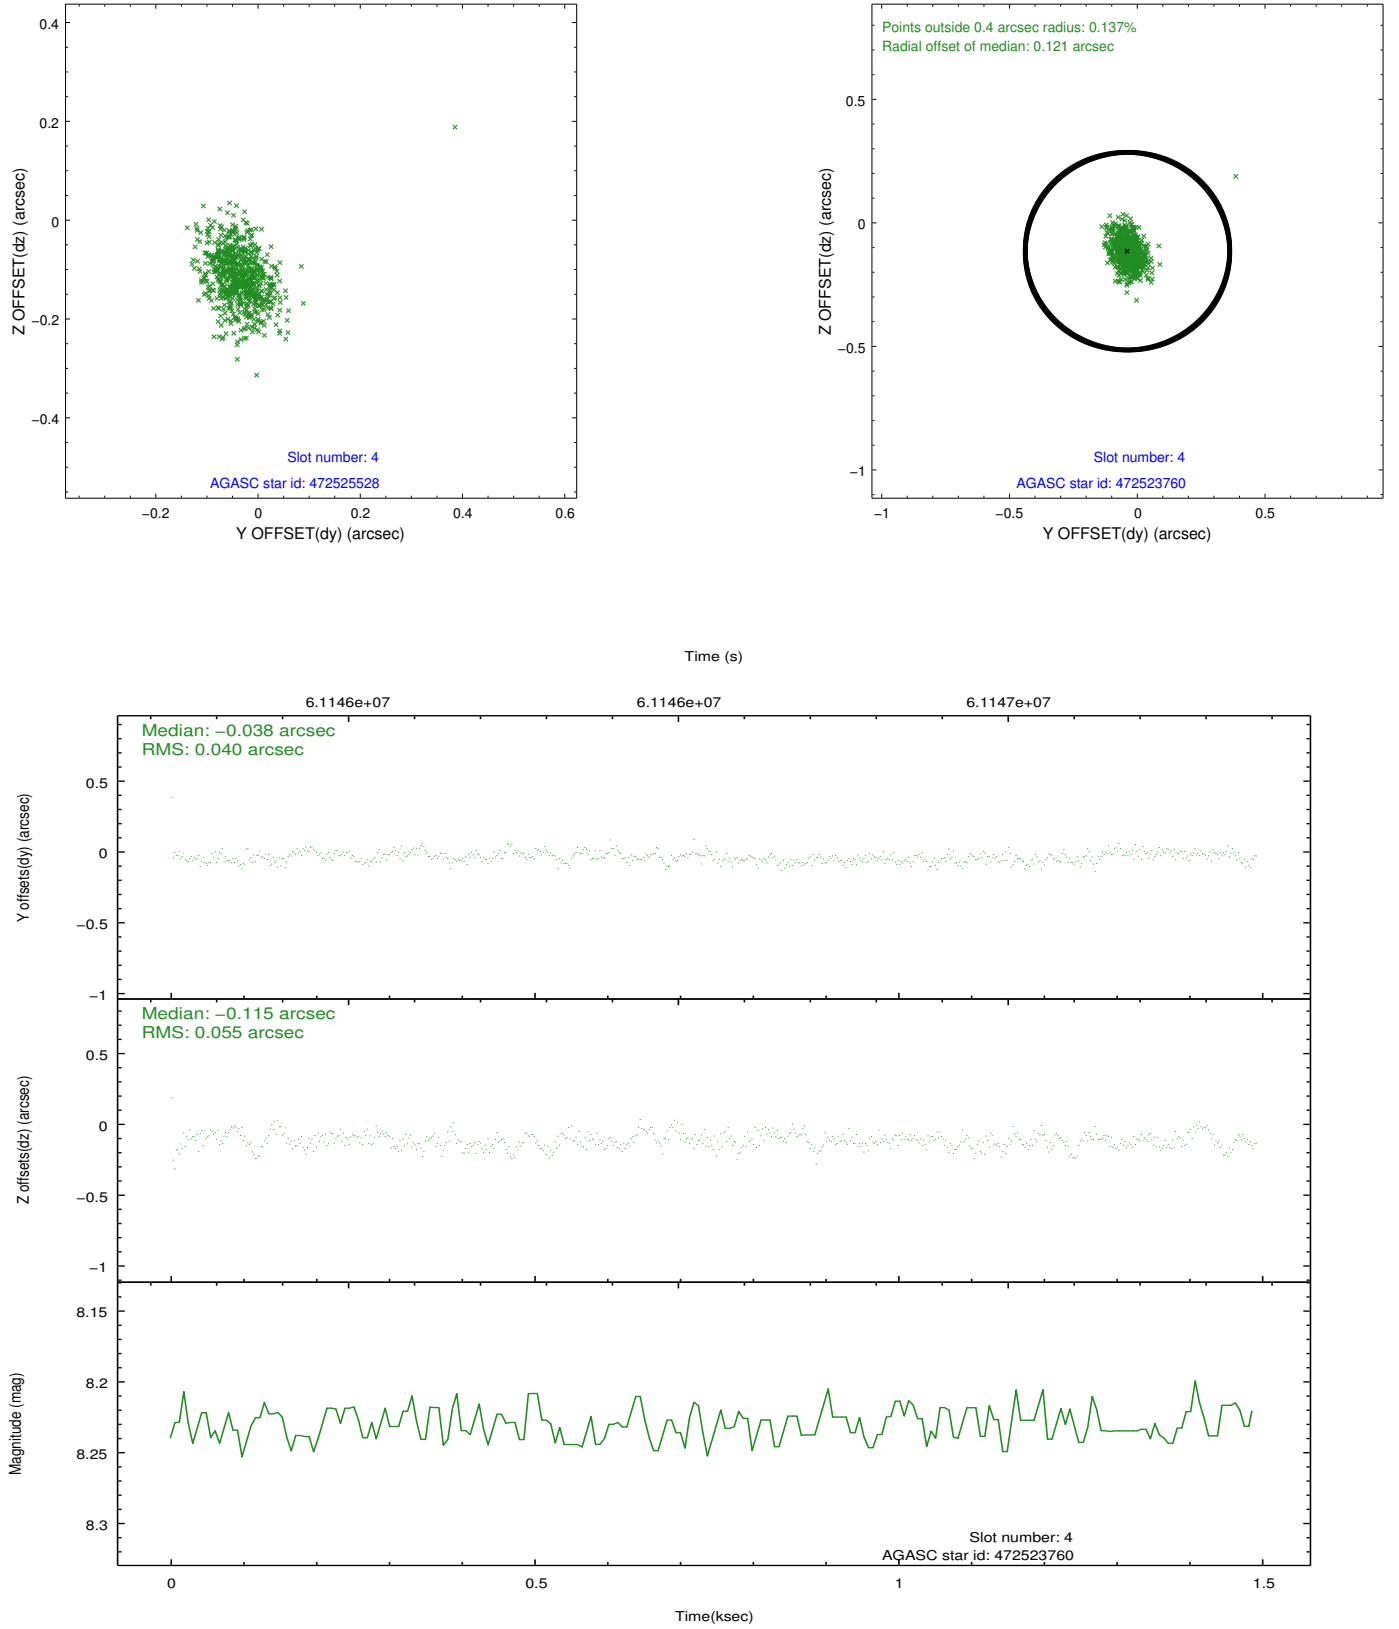 0.4
0.2
0
−0.2
−0.4
Z OFFSET(dz) (arcsec)
Slot number: 4
AGASC star id: 472525528
−0.2
0
0.2
0.4
0.6
Y OFFSET(dy) (arcsec)
Points outside 0.4 arcsec radius: 0.137%
Radial offset of median: 0.121 arcsec
0.5
0
−0.5
−1
Z OFFSET(dz) (arcsec)
Slot number: 4
AGASC star id: 472523760
−1
−0.5
0
0.5
Y OFFSET(dy) (arcsec)
Time (s)
6.1146e+07
6.1146e+07
6.1147e+07
Median: −0.038 arcsec
RMS: 0.040 arcsec
0.5
0
−0.5
−1
Y offsets(dy) (arcsec)
Median: −0.115 arcsec
RMS: 0.055 arcsec
0.5
0
−0.5
−1
Z offsets(dz) (arcsec)
8.15
8.2
8.25
8.3
Magnitude (mag)
Slot number: 4
AGASC star id: 472523760
0
0.5
1
1.5
Time(ksec)